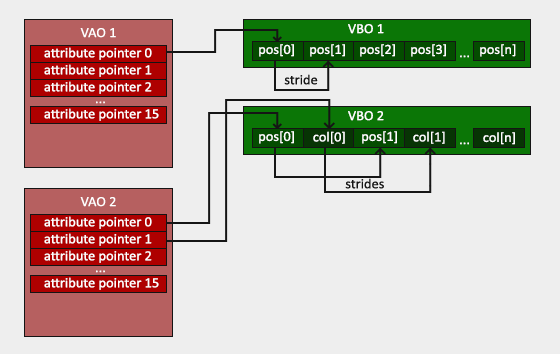 VAO 1
attribute pointer 0
attribute pointer 1
attribute pointer 2
...
attribute pointer 15
VBO 1
pos[0] pos[1] pos[2] pos[3] ... pos[n]
stride
VBO 2
pos[0] col[0] pos[1] col[1] ... col[n]
strides
VAO 2
attribute pointer 0
attribute pointer 1
attribute pointer 2
...
attribute pointer 15